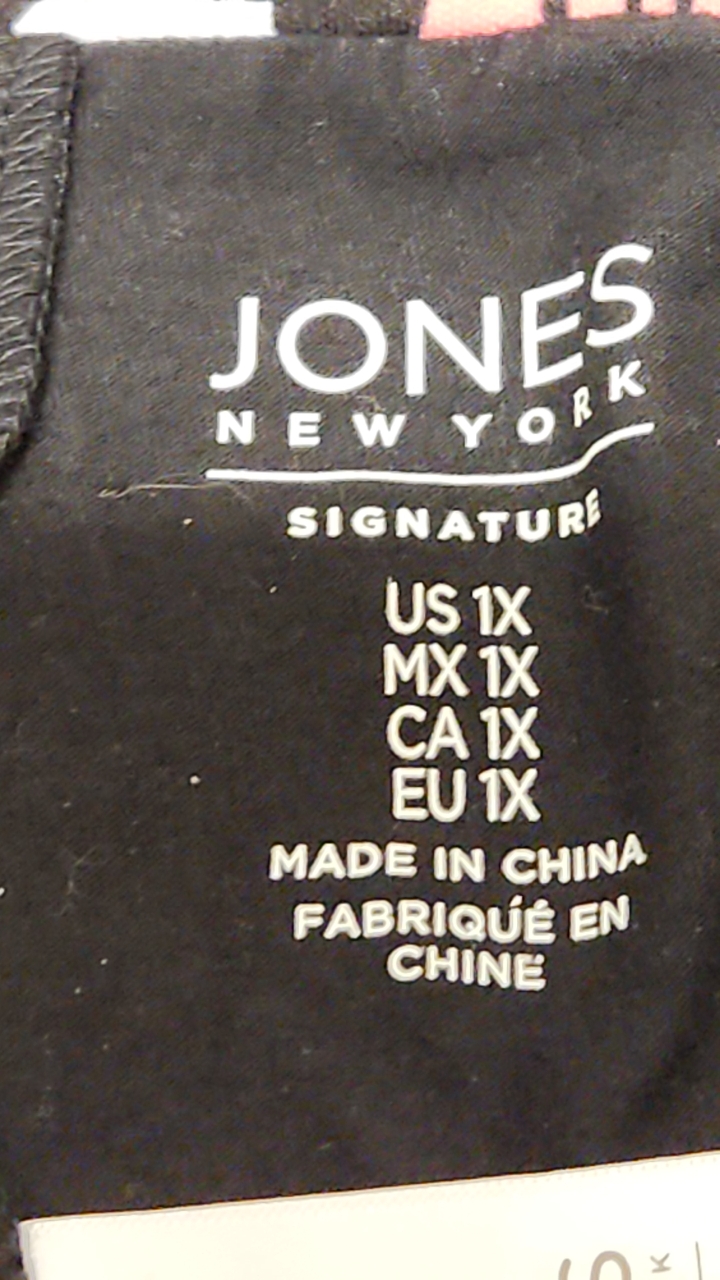 JONES
NEW YORK
SIGNATURE
US 1X
MX 1X
CA 1X
EU 1X
MADE IN CHINA
FABRIQUÉ EN
CHINE